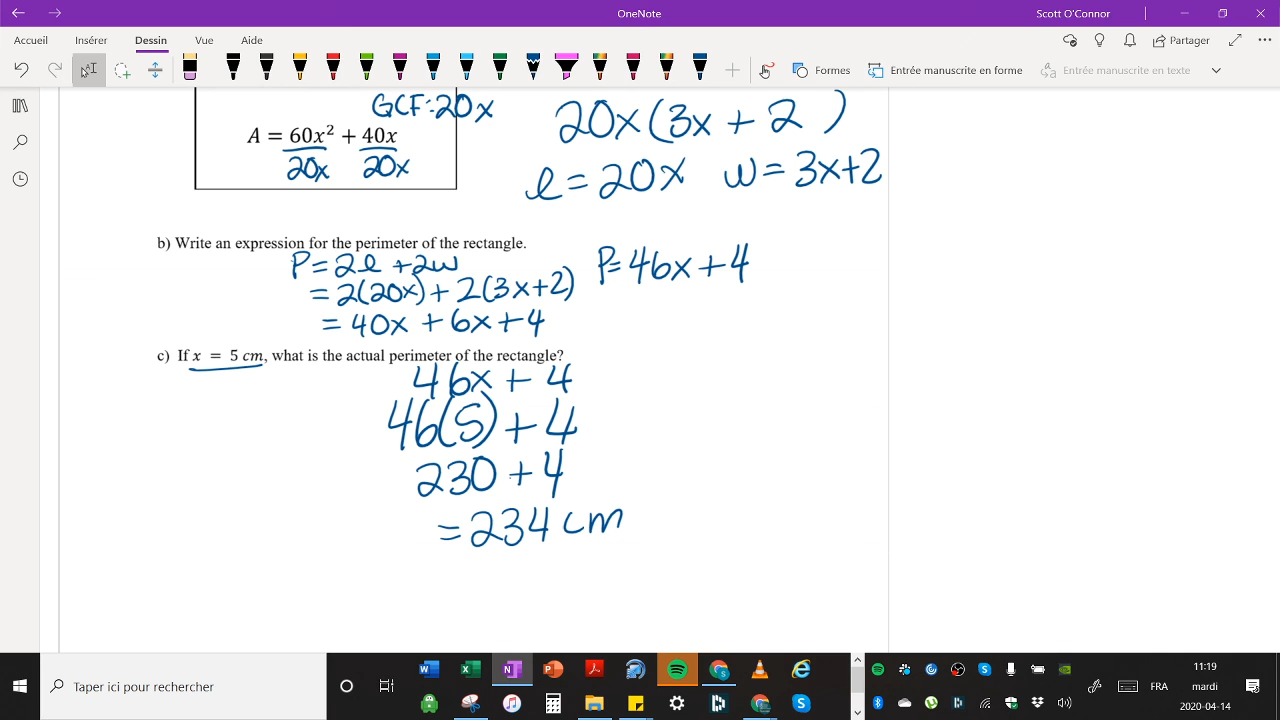 OneNote
Scott O'Connor
Accueil Insérer Dessin Vue Aide
Partager
Formes
Entrée manuscrite en forme
Entrée manuscrite en texte
GCF: 20x
A = 60x² + 40x
20x 20x
20x(3x + 2 )
l = 20x w = 3x+2
b) Write an expression for the perimeter of the rectangle.
P = 2l + 2w
= 2(20x) + 2(3x+2)
= 40x + 6x + 4
P = 46x + 4
c) If x = 5 cm, what is the actual perimeter of the rectangle?
46x + 4
46(5) + 4
230 + 4
= 234 cm
Taper ici pour rechercher
FRA
11:19
mardi
2020-04-14